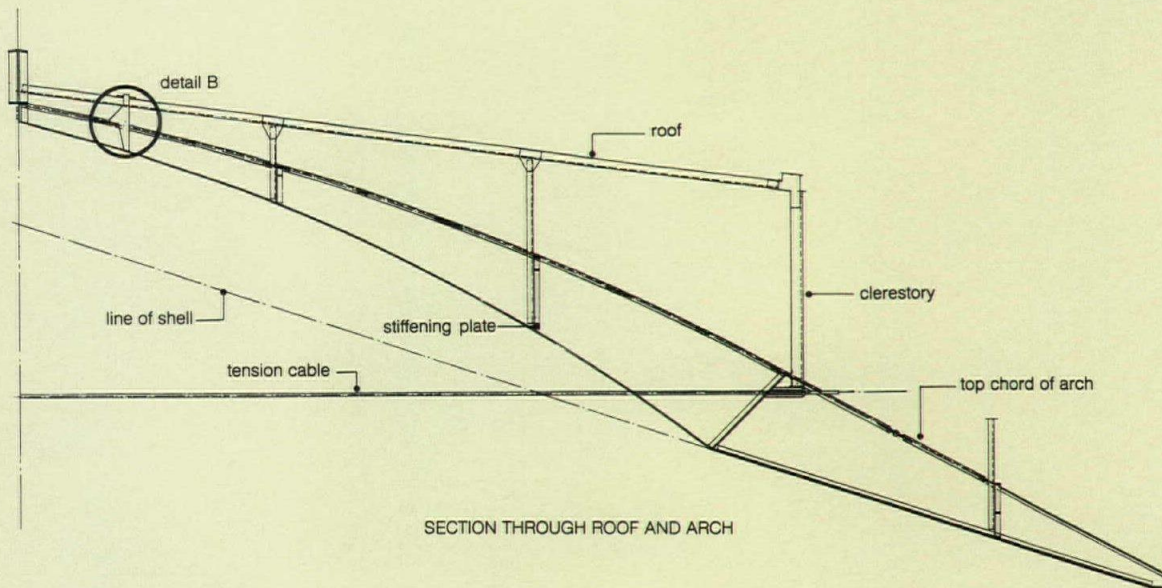 detail B
roof
clerestory
line of shell
stiffening plate
tension cable
top chord of arch
SECTION THROUGH ROOF AND ARCH